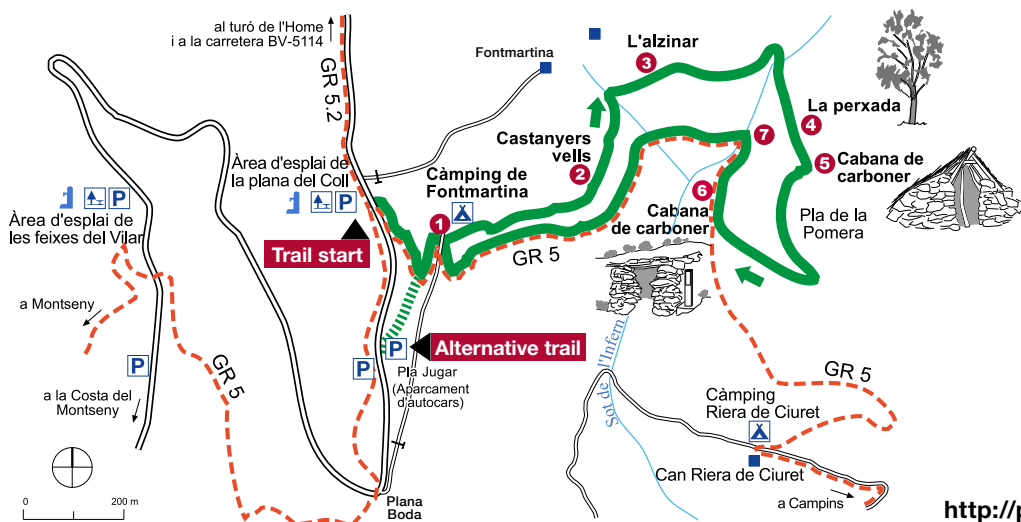 al turó de l'Home
i a la carretera BV-5114
GR 5.2
Fontmartina
L'alzinar
3
La perxada
4
Castanyers
vells
2
7
5
Cabana de
carboner
Àrea d'esplai de
la plana del Coll
P
Càmping de
Fontmartina
1
6
Cabana
de carboner
Pla de la
Pomera
P
Àrea d'esplai de
les feixes del Vilar
Trail start
GR 5
a Montseny
P
P
P
Alternative trail
Pla Jugar
(Aparcament
d'autocars)
GR 5
a la Costa del
Montseny
Sot de l'Infern
GR 5
Càmping
Riera de Ciuret
Can Riera de Ciuret
a Campins
0
200 m
Plana
Boda
http://p